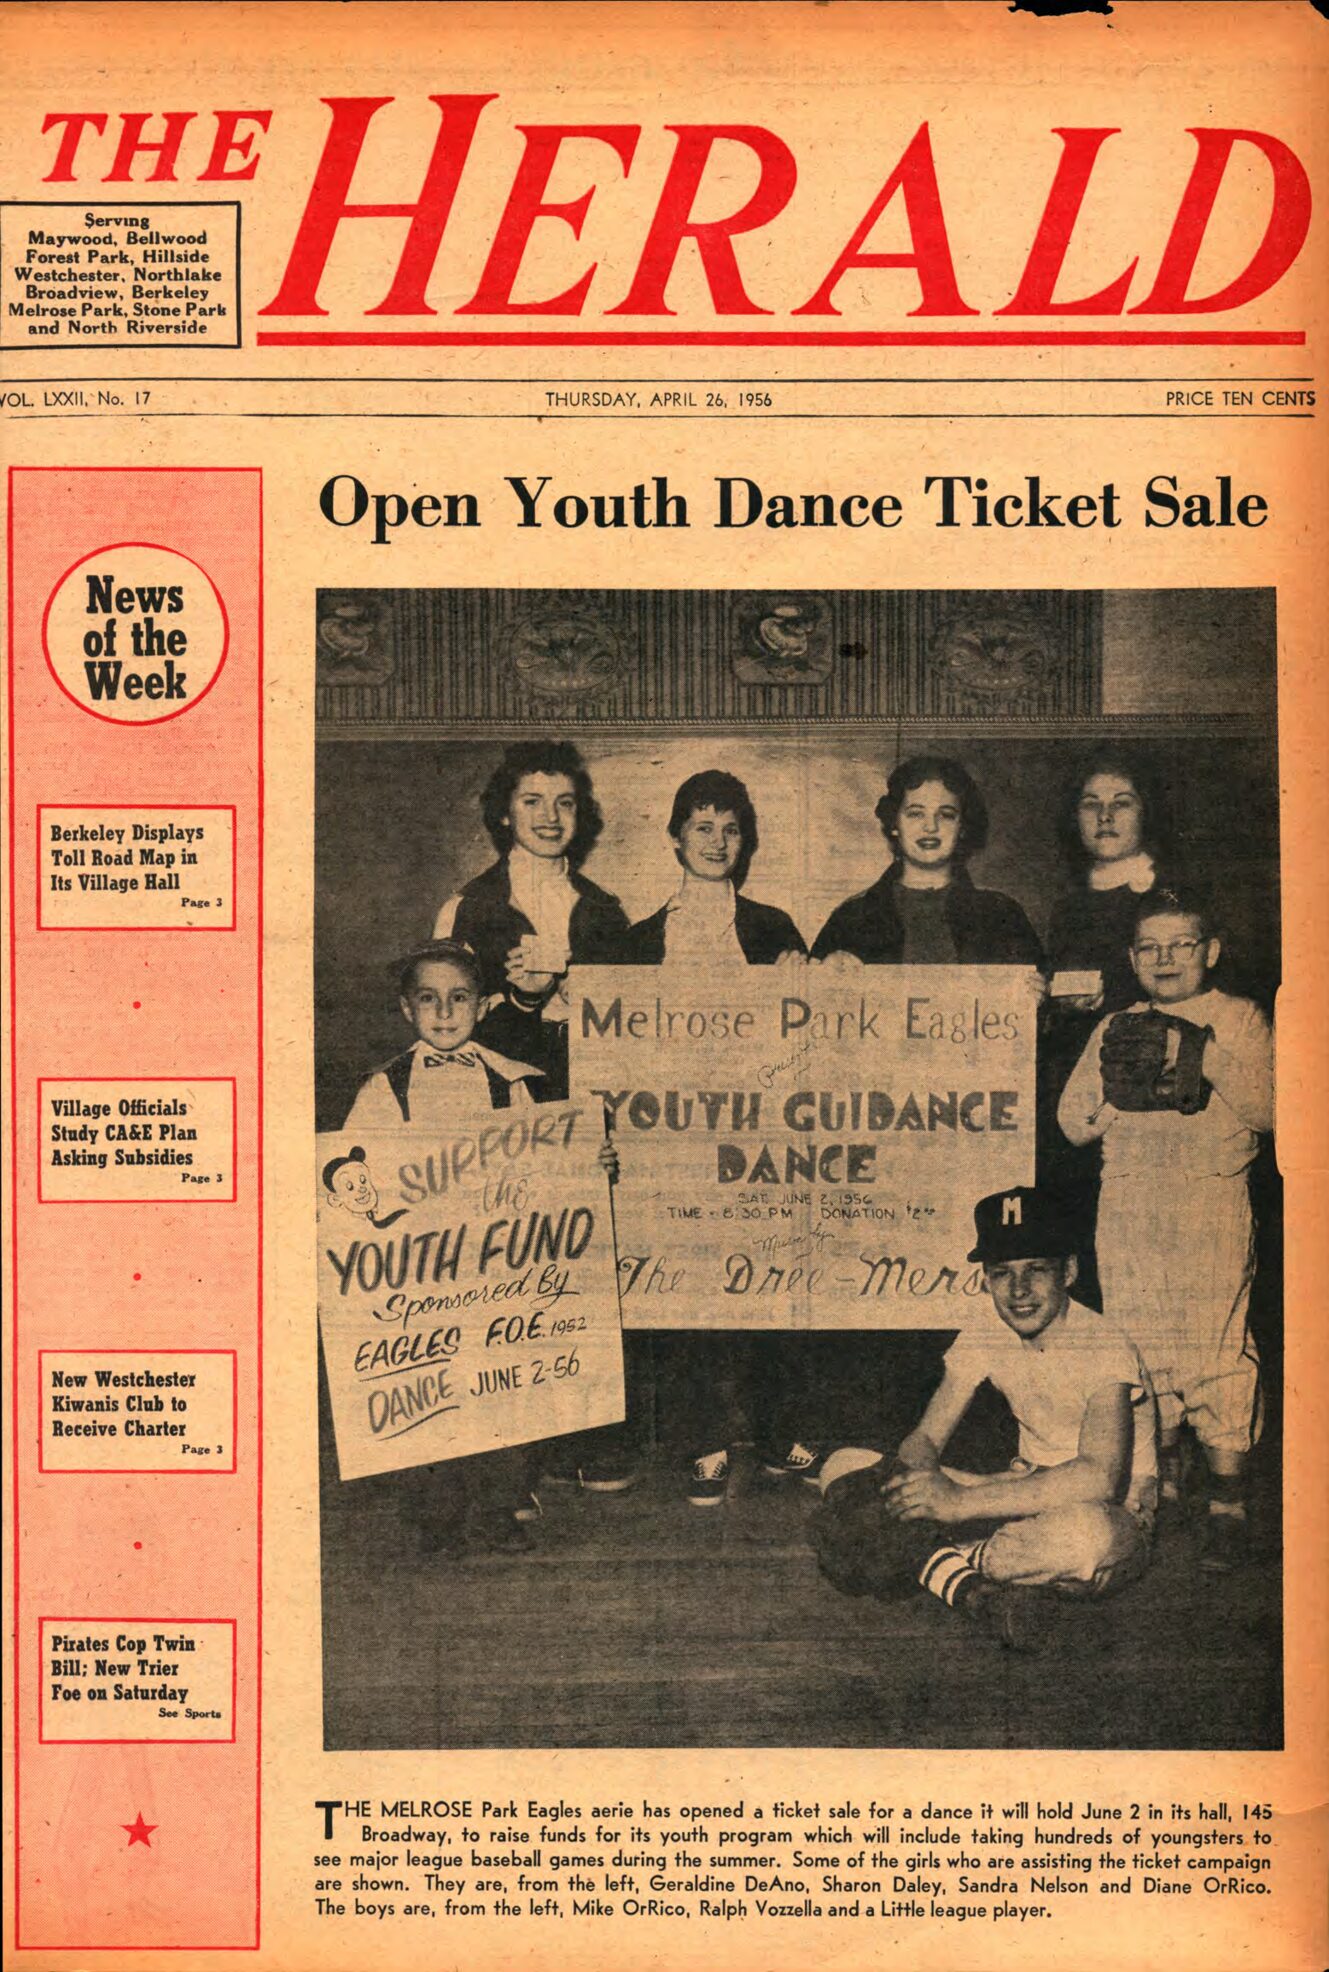 THE HERALD
Serving
Maywood, Bellwood
Forest Park, Hillside
Westchester, Northlake
Broadview, Berkeley
Melrose Park, Stone Park
and North Riverside
VOL. LXXII, No. 17
THURSDAY, APRIL 26, 1956
PRICE TEN CENTS
News
of the
Week
Berkeley Displays
Toll Road Map in
Its Village Hall
Page 3
Village Officials
Study CA&E Plan
Asking Subsidies
Page 3
New Westchester
Kiwanis Club to
Receive Charter
Page 3
Pirates Cop Twin
Bill; New Trier
Foe on Saturday
See Sports
Open Youth Dance Ticket Sale
Melrose Park Eagles
YOUTH GUIDANCE
DANCE
SAT. JUNE 2, 1956
TIME - 8:30 PM DONATION
Music by
The Dree-Mers
SUPPORT
the
YOUTH FUND
Sponsored By
EAGLES F.O.E. 1952
DANCE JUNE 2-56
M
THE MELROSE Park Eagles aerie has opened a ticket sale for a dance it will hold June 2 in its hall, 145
Broadway, to raise funds for its youth program which will include taking hundreds of youngsters to
see major league baseball games during the summer. Some of the girls who are assisting the ticket campaign
are shown. They are, from the left, Geraldine DeAno, Sharon Daley, Sandra Nelson and Diane OrRico.
The boys are, from the left, Mike OrRico, Ralph Vozzella and a Little league player.